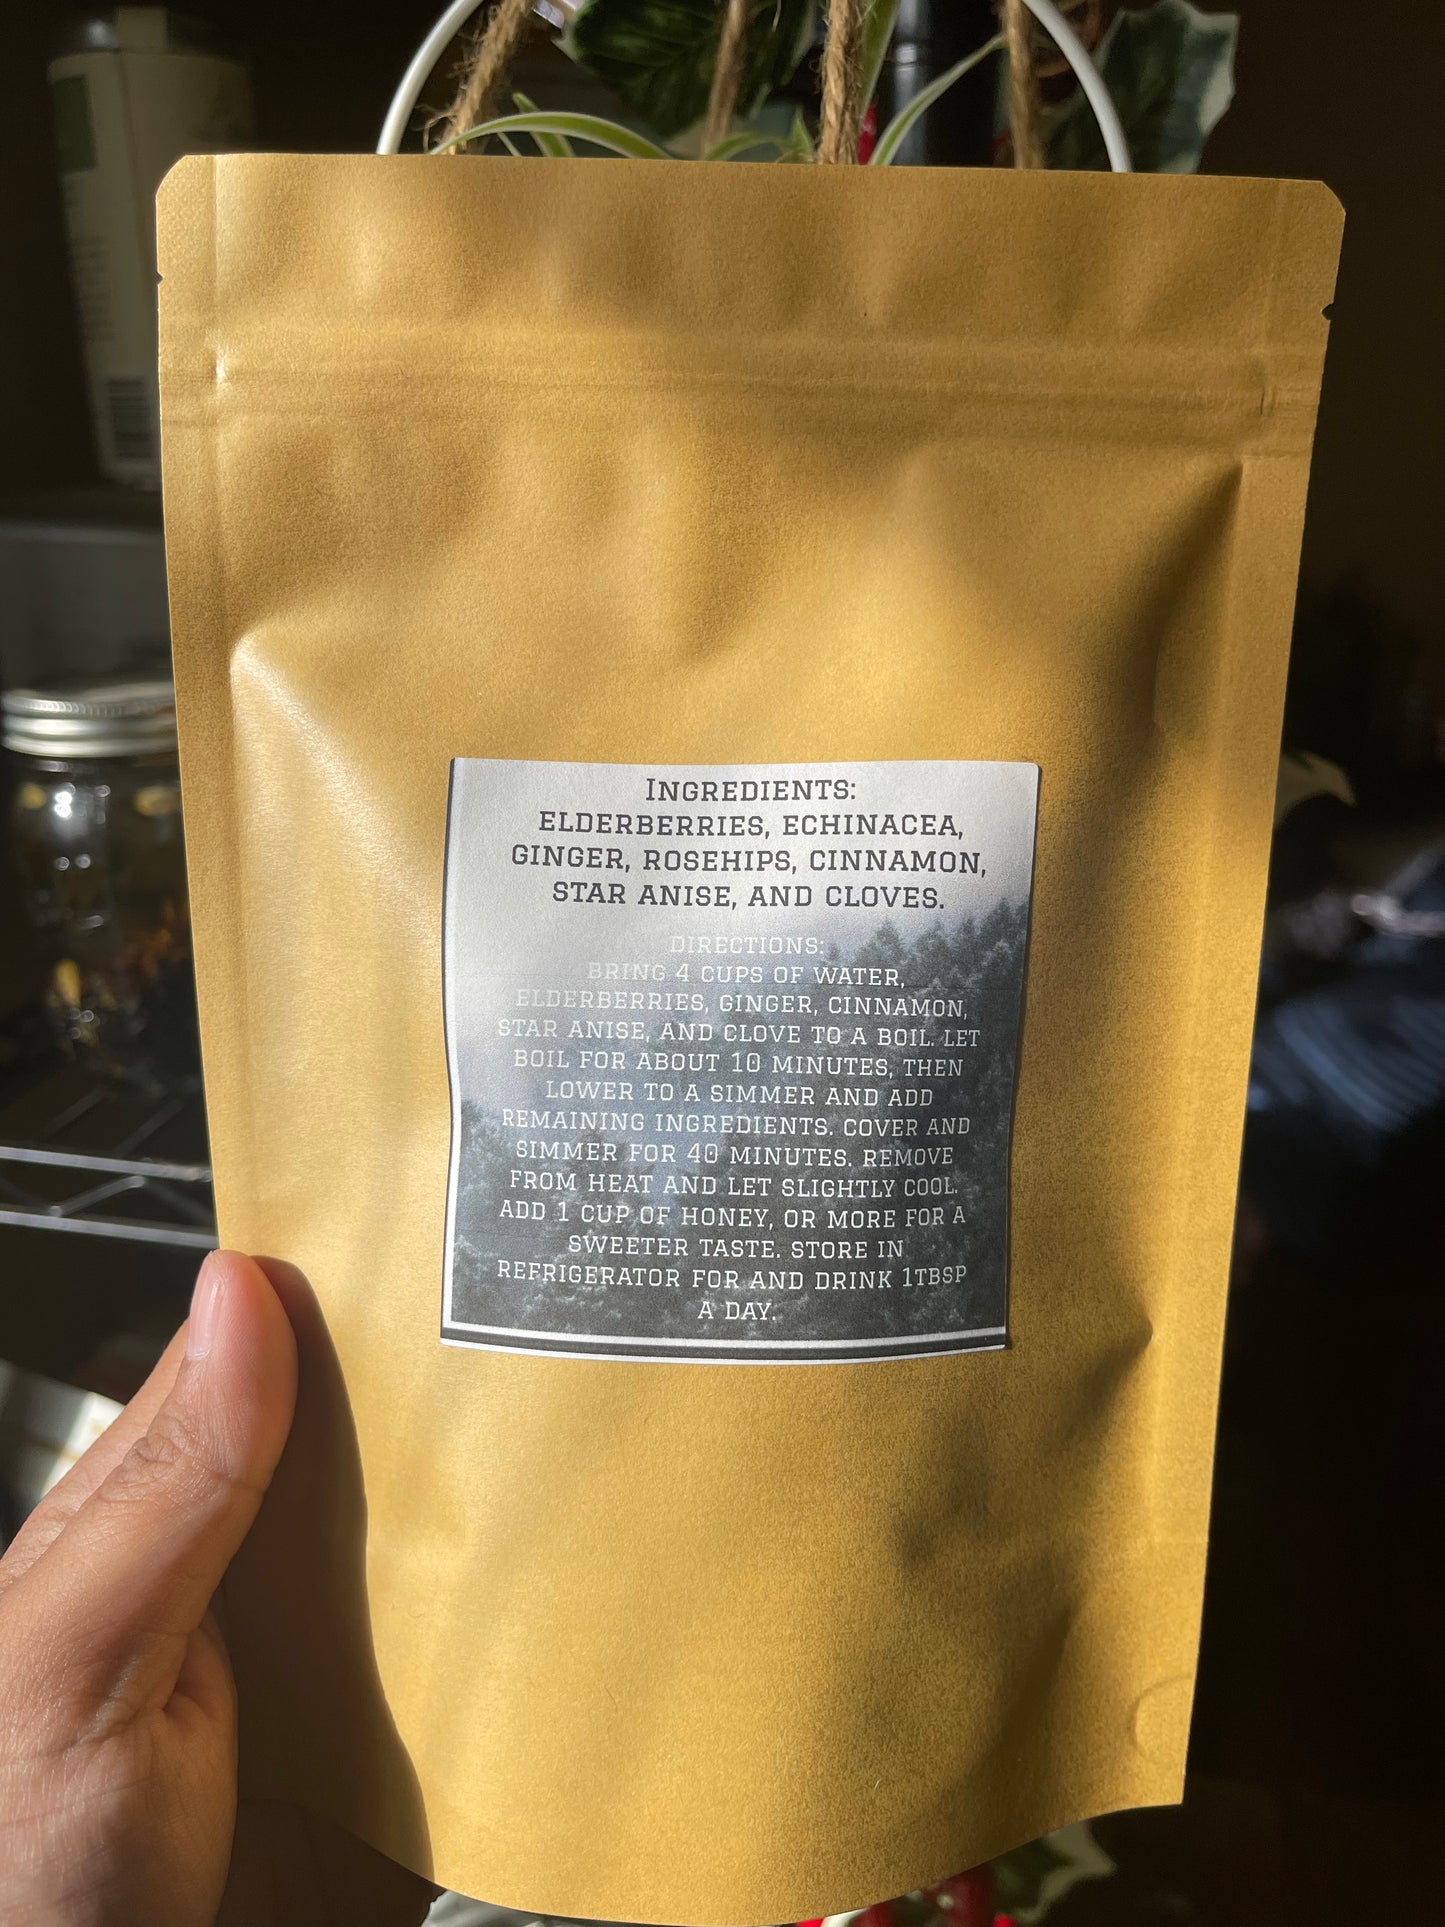 Ingredients:
ELDERBERRIES, ECHINACEA,
GINGER, ROSEHIPS, CINNAMON,
STAR ANISE, AND CLOVES.
DIRECTIONS:
BRING 4 CUPS OF WATER,
ELDERBERRIES, GINGER, CINNAMON,
STAR ANISE, AND CLOVE TO A BOIL. LET
BOIL FOR ABOUT 10 MINUTES, THEN
LOWER TO A SIMMER AND ADD
REMAINING INGREDIENTS. COVER AND
SIMMER FOR 40 MINUTES. REMOVE
FROM HEAT AND LET SLIGHTLY COOL.
ADD 1 CUP OF HONEY, OR MORE FOR A
SWEETER TASTE. STORE IN
REFRIGERATOR FOR AND DRINK 1TBSP
A DAY.